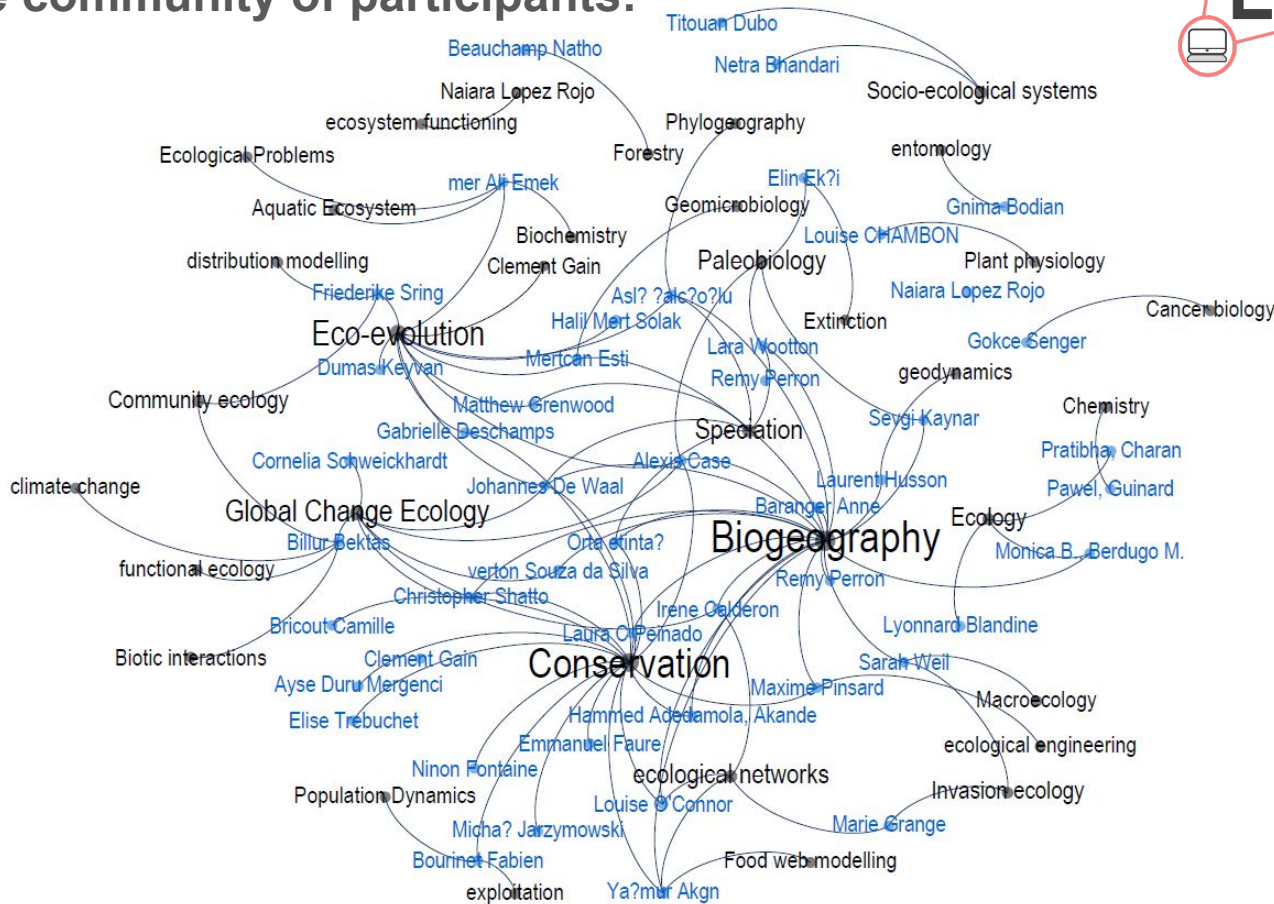 e community of participants:
E
Titouan Dubo
Beauchamp Natho
Netra Bhandari
Naiara Lopez Rojo
Socio-ecological systems
ecosystem functioning
Phylogeography
Ecological Problems
Forestry
entomology
mer Ali Emek
Elin Ek?i
Aquatic Ecosystem
Geomicrobiology
Gnima Bodian
Biochemistry
Louise CHAMBON
distribution modelling
Clement Gain
Paleobiology
Plant physiology
Friederike Sring
Asl? ?alc?o?lu
Naiara Lopez Rojo
Cancer biology
Eco-evolution
Halil Mert Solak
Extinction
Gokce Senger
Dumas Keyvan
Mertcan Esti
Lara Wootton
Remy Perron
geodynamics
Community ecology
Matthew Grenwood
Chemistry
Gabrielle Deschamps
Speciation
Sevgi Kaynar
Cornelia Schweickhardt
Alexis Case
Pratibha, Charan
climate change
Johannes De Waal
Laurent Husson
Pawel, Guinard
Global Change Ecology
Baranger Anne
Ecology
Billur Bektas
Orta etinta?
Biogeography
Monica B., Berdugo M.
functional ecology
verton Souza da Silva
Remy Perron
Christopher Shatto
Irene Calderon
Bricout Camille
Laura C Peinado
Lyonnard Blandine
Biotic interactions
Clement Gain
Conservation
Sarah Weil
Ayse Duru Mergenci
Maxime Pinsard
Macroecology
Elise Trebuchet
Hammed Adedamola, Akande
Emmanuel Faure
ecological engineering
Ninon Fontaine
ecological networks
Population Dynamics
Louise O'Connor
Invasion ecology
Micha? Jarzymowski
Marie Grange
Bourinet Fabien
Food web modelling
exploitation
Ya?mur Akgn